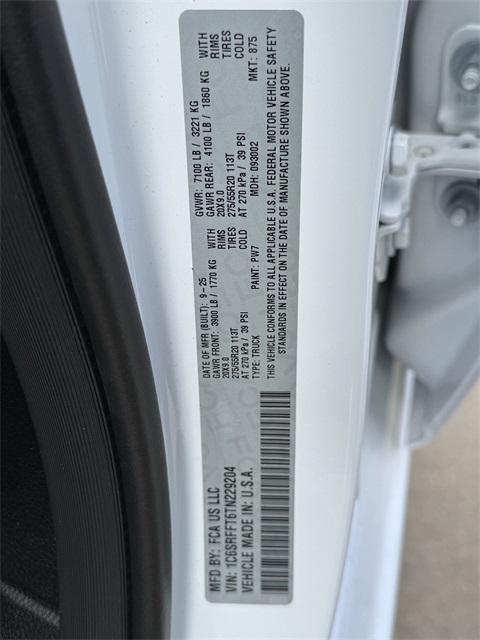 MFD BY: FCA US LLC
VIN: 1C6SRFFT6TN229204
VEHICLE MADE IN: U.S.A.
DATE OF MFR (BUILT): 9-25 GVWR: 7100 LB / 3221 KG
GAWR FRONT: 3900 LB / 1770 KG WITH GAWR REAR: 4100 LB / 1860 KG WITH
20X9.0 RIMS 20X9.0 RIMS
275/55R20 113T TIRES 275/55R20 113T TIRES
AT 270 kPa / 39 PSI COLD AT 270 kPa / 39 PSI COLD
TYPE: TRUCK PAINT: PW7 MDH: 093002 MKT: 875
THIS VEHICLE CONFORMS TO ALL APPLICABLE U.S.A. FEDERAL MOTOR VEHICLE SAFETY
STANDARDS IN EFFECT ON THE DATE OF MANUFACTURE SHOWN ABOVE.